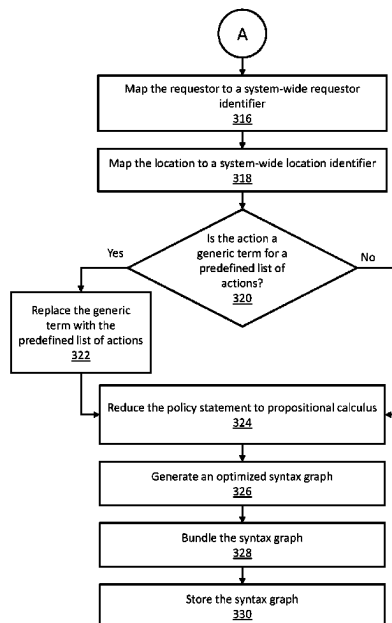 A
Map the requestor to a system-wide requestor
identifier
316
Map the location to a system-wide location identifier
318
Is the action a
generic term for a
predefined list of
actions?
320
Yes
No
Replace the generic
term with the
predefined list of actions
322
Reduce the policy statement to propositional calculus
324
Generate an optimized syntax graph
326
Bundle the syntax graph
328
Store the syntax graph
330